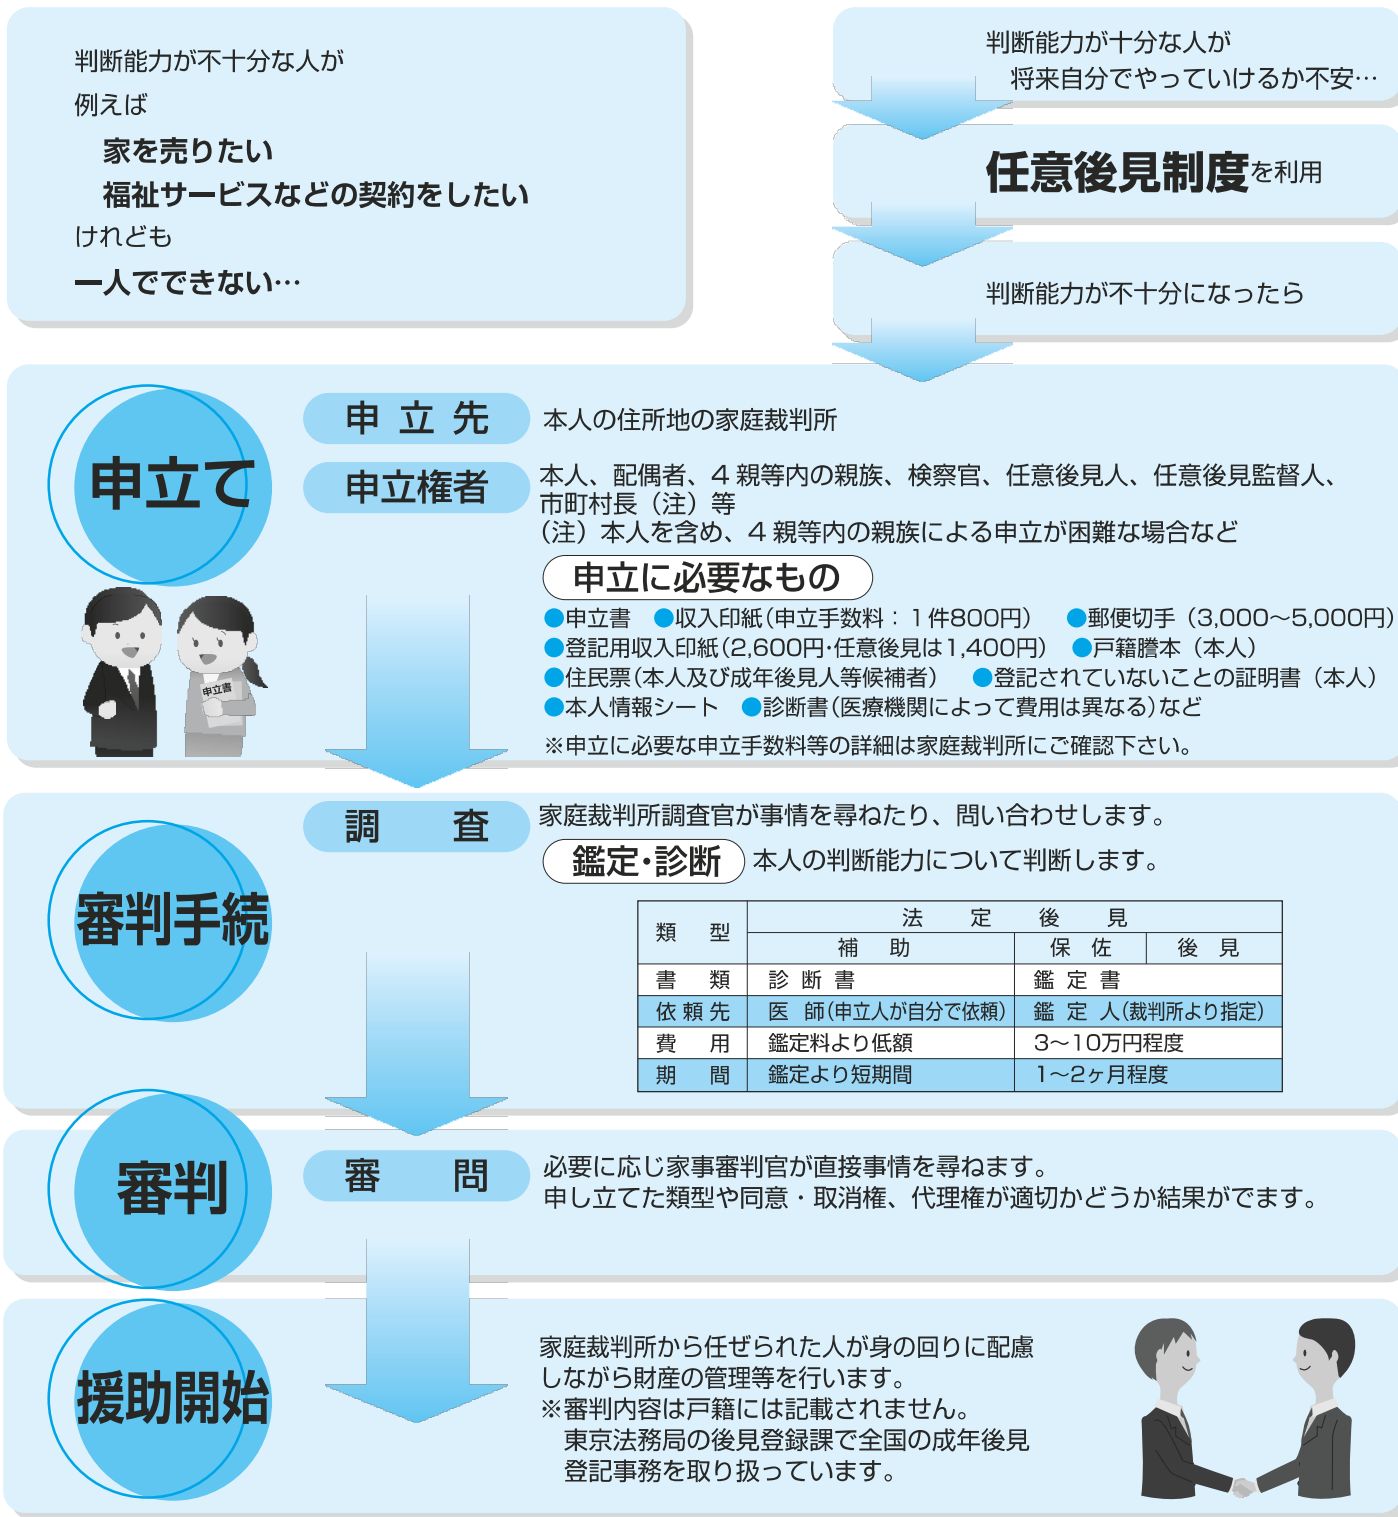 判断能力が不十分な人が
例えば
家を売りたい
福祉サービスなどの契約をしたい
けれども
一人でできない…
判断能力が十分な人が
将来自分でやっていけるか不安…
任意後見制度を利用
判断能力が不十分になったら
申立て
申立先 本人の住所地の家庭裁判所
申立権者 本人、配偶者、4親等内の親族、検察官、任意後見人、任意後見監督人、
市町村長（注）等
（注）本人を含め、4親等内の親族による申立が困難な場合など
申立に必要なもの
●申立書 ●収入印紙（申立手数料：1件800円） ●郵便切手（3,000～5,000円）
●登記用収入印紙（2,600円・任意後見は1,400円） ●戸籍謄本（本人）
●住民票（本人及び成年後見人等候補者） ●登記されていないことの証明書（本人）
●本人情報シート ●診断書（医療機関によって費用は異なる）など
※申立に必要な申立手数料等の詳細は家庭裁判所にご確認下さい。
申立書
審判手続
調査 家庭裁判所調査官が事情を尋ねたり、問い合わせします。
鑑定・診断 本人の判断能力について判断します。
類型 法定後見
補助 保佐 後見
書類 診断書 鑑定書
依頼先 医師（申立人が自分で依頼） 鑑定人（裁判所より指定）
費用 鑑定料より低額 3～10万円程度
期間 鑑定より短期間 1～2ヶ月程度
審判
審問 必要に応じ家事審判官が直接事情を尋ねます。
申し立てた類型や同意・取消権、代理権が適切かどうか結果がでます。
援助開始
家庭裁判所から任ぜられた人が身の回りに配慮
しながら財産の管理等を行います。
※審判内容は戸籍には記載されません。
東京法務局の後見登録課で全国の成年後見
登記事務を取り扱っています。